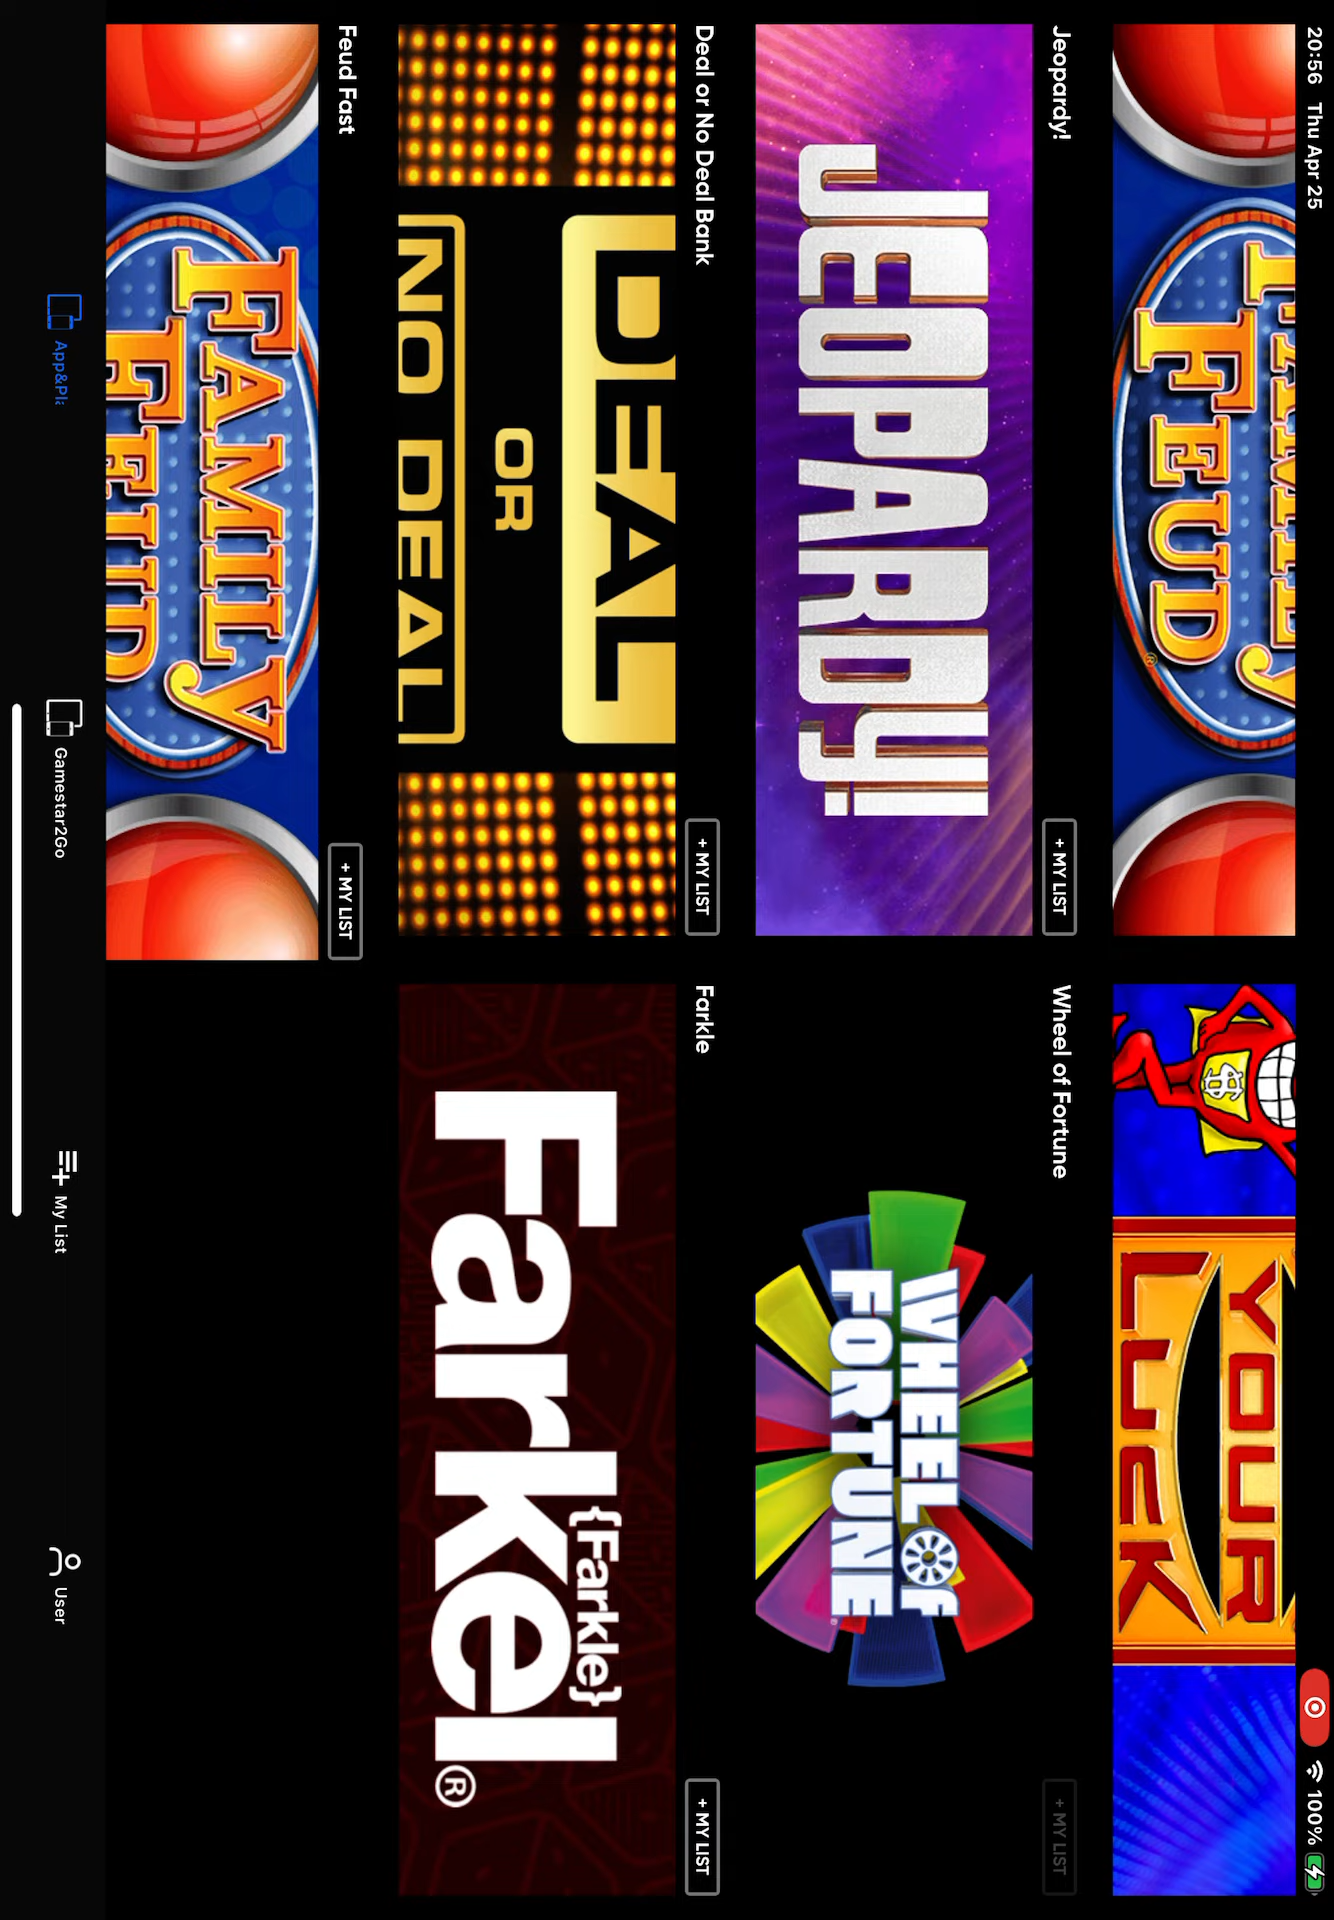 20:56 Thu Apr 25
100%
FAMILY
FEUD®
YOUR
LUCK
Jeopardy!
+ MY LIST
Wheel of Fortune
+ MY LIST
JEOPARDY!
WHEEL OF
FORTUNE
Deal or No Deal Bank
+ MY LIST
Farkle
+ MY LIST
DEAL
OR
NO DEAL
{Farkle}
Farkel®
Feud Fast
+ MY LIST
FAMILY
FEUD
App&Pl
Gamestar2Go
My List
User